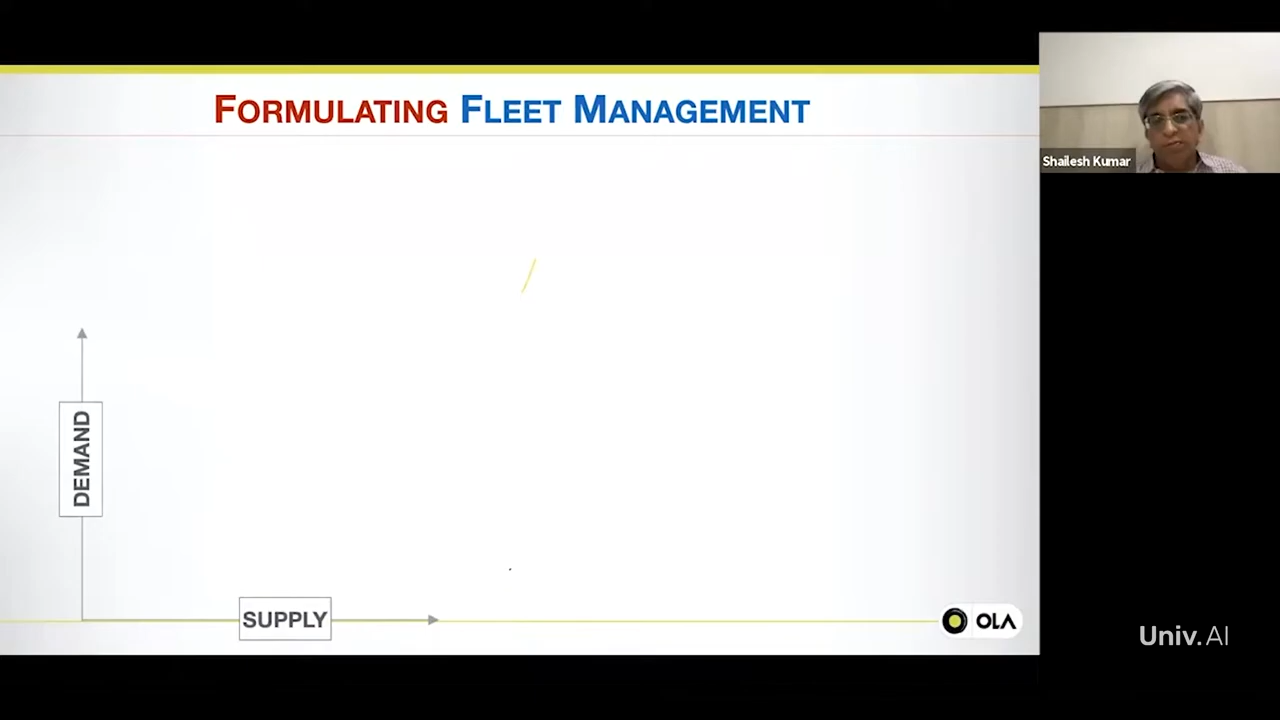 FORMULATING FLEET MANAGEMENT
Shailesh Kumar
DEMAND
SUPPLY
OLA
Univ.AI